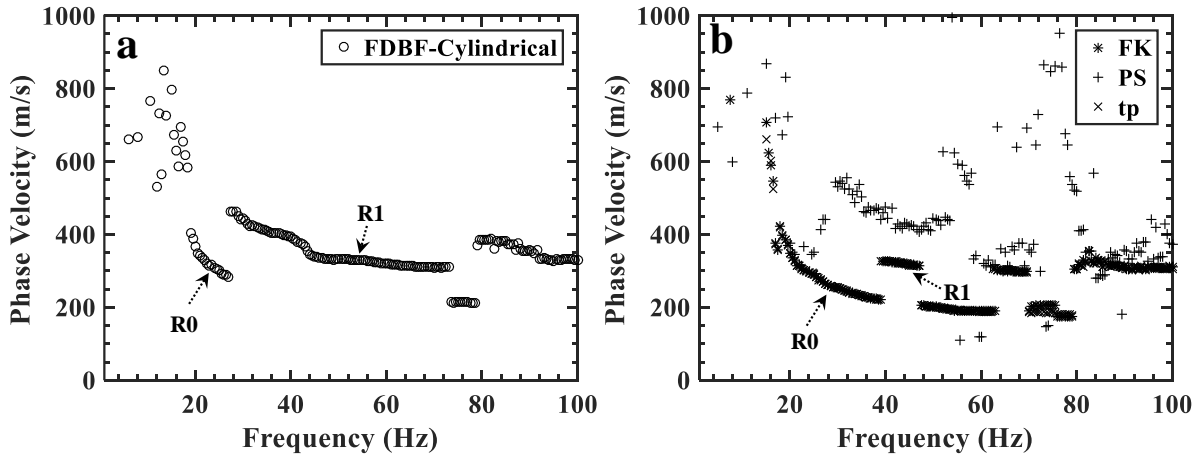 a
FDBF-Cylindrical
1000
800
600
400
200
0
Phase Velocity (m/s)
R1
R0
20
40
60
80
100
Frequency (Hz)
b
FK
PS
tp
1000
800
600
400
200
0
Phase Velocity (m/s)
R1
R0
20
40
60
80
100
Frequency (Hz)